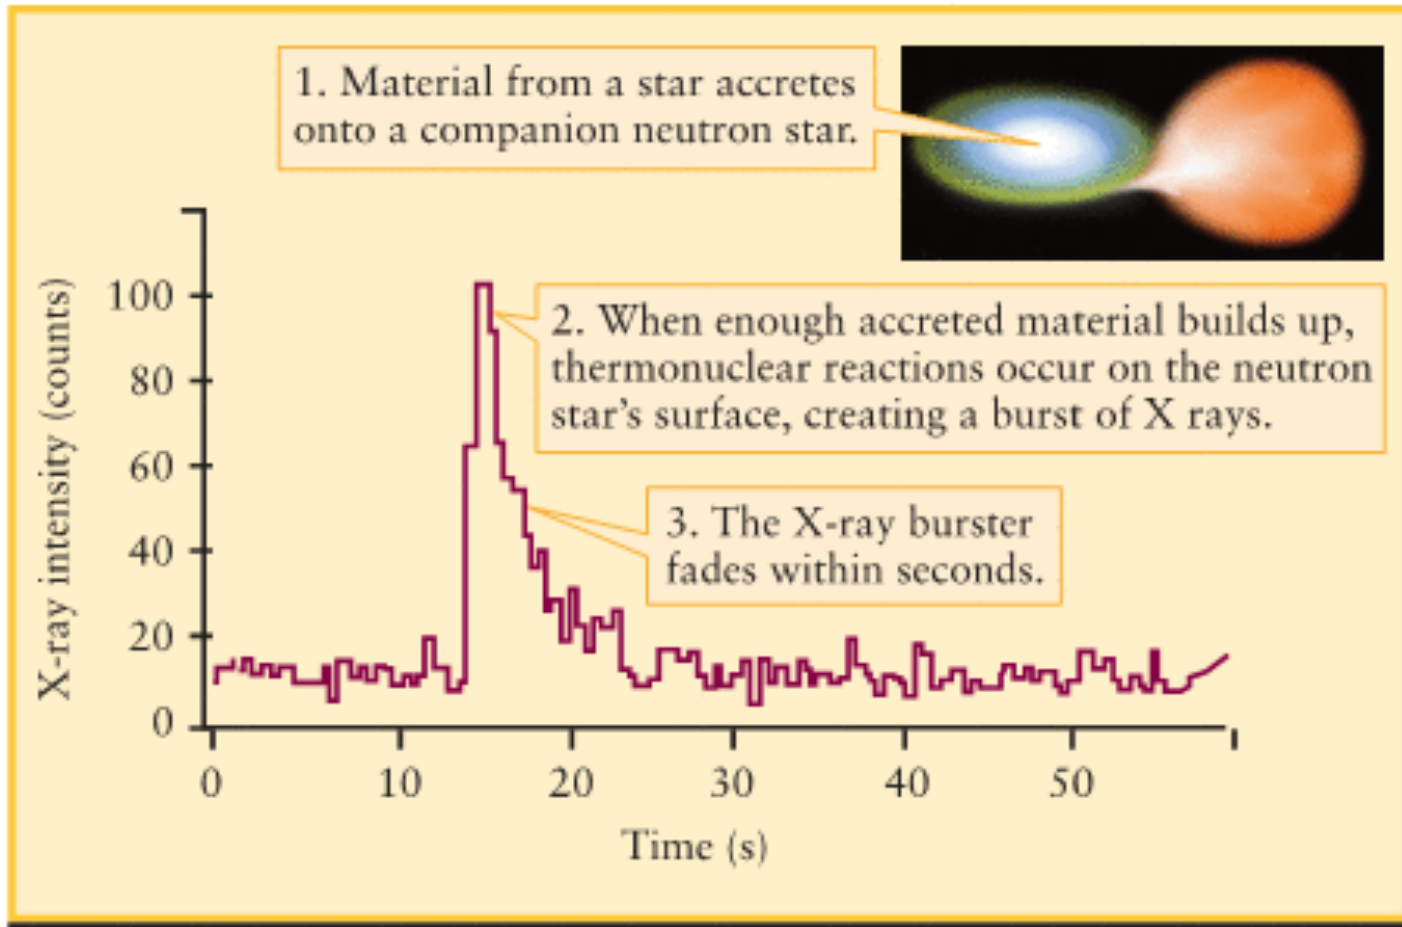 1. Material from a star accretes
onto a companion neutron star.
2. When enough accreted material builds up,
thermonuclear reactions occur on the neutron
star's surface, creating a burst of X rays.
3. The X-ray burster
fades within seconds.
X-ray intensity (counts)
100
80
60
40
20
0
0 10 20 30 40 50
Time (s)